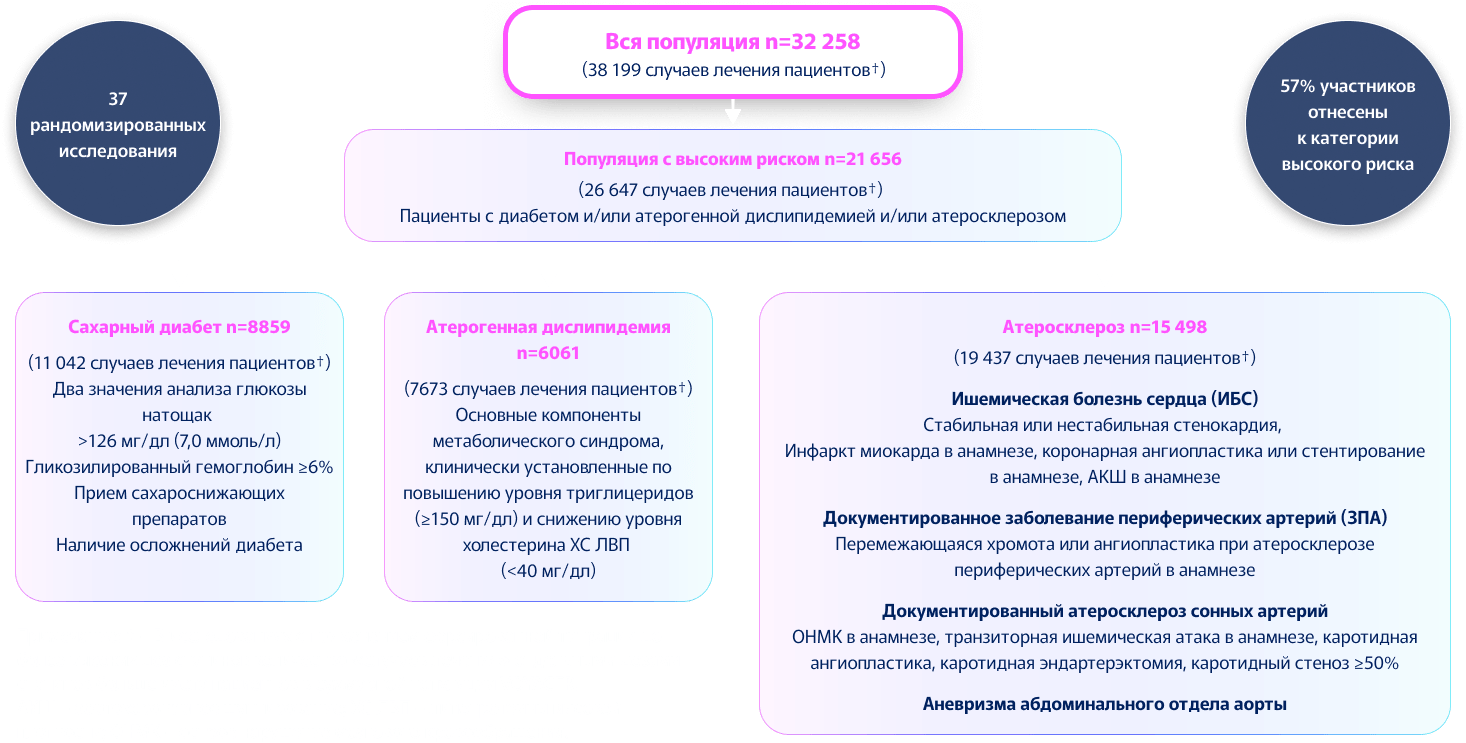 37
рандомизированных
исследования
Вся популяция n=32 258
(38 199 случаев лечения пациентов†)
57% участников
отнесены
к категории
высокого риска
Популяция с высоким риском n=21 656
(26 647 случаев лечения пациентов†)
Пациенты с диабетом и/или атерогенной дислипидемией и/или атеросклерозом
Сахарный диабет n=8859
(11 042 случаев лечения пациентов†)
Два значения анализа глюкозы
натощак
>126 мг/дл (7,0 ммоль/л)
Гликозилированный гемоглобин ≥6%
Прием сахароснижающих
препаратов
Наличие осложнений диабета
Атерогенная дислипидемия
n=6061
(7673 случаев лечения пациентов†)
Основные компоненты
метаболического синдрома,
клинически установленные по
повышению уровня триглицеридов
(≥150 мг/дл) и снижению уровня
холестерина ХС ЛВП
(<40 мг/дл)
Атеросклероз n=15 498
(19 437 случаев лечения пациентов†)
Ишемическая болезнь сердца (ИБС)
Стабильная или нестабильная стенокардия,
Инфаркт миокарда в анамнезе, коронарная ангиопластика или стентирование
в анамнезе, АКШ в анамнезе
Документированное заболевание периферических артерий (ЗПА)
Перемежающаяся хромота или ангиопластика при атеросклерозе
периферических артерий в анамнезе
Документированный атеросклероз сонных артерий
ОНМК в анамнезе, транзиторная ишемическая атака в анамнезе, каротидная
ангиопластика, каротидная эндартерэктомия, каротидный стеноз ≥50%
Аневризма абдоминального отдела аорты